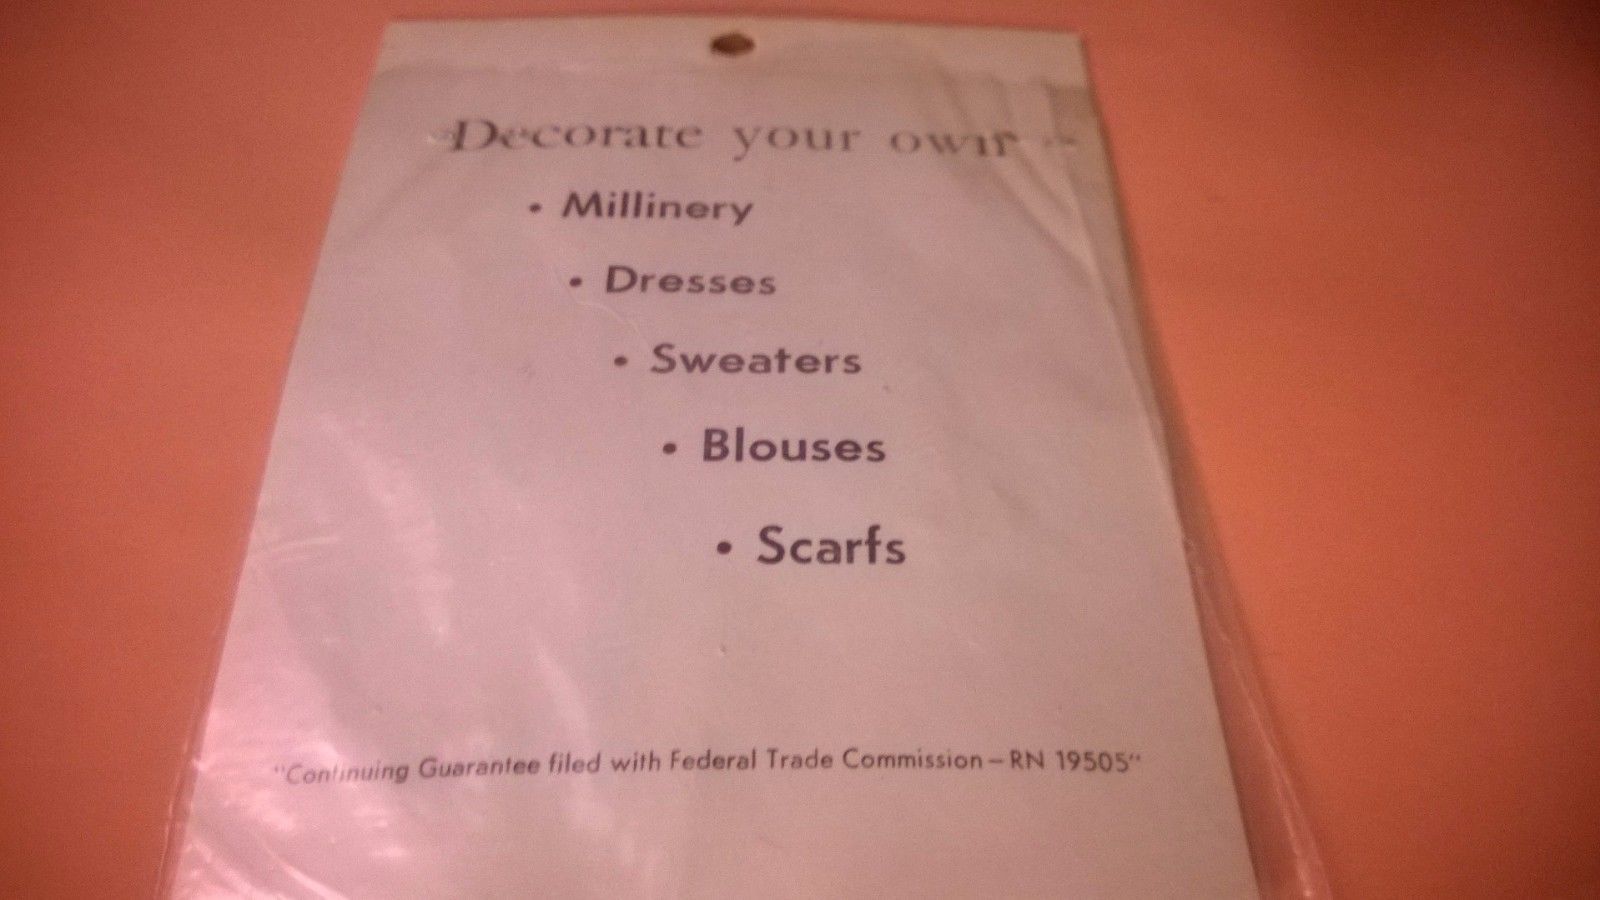 Decorate your own —
• Millinery
• Dresses
• Sweaters
• Blouses
• Scarfs
"Continuing Guarantee filed with Federal Trade Commission – RN 19505"